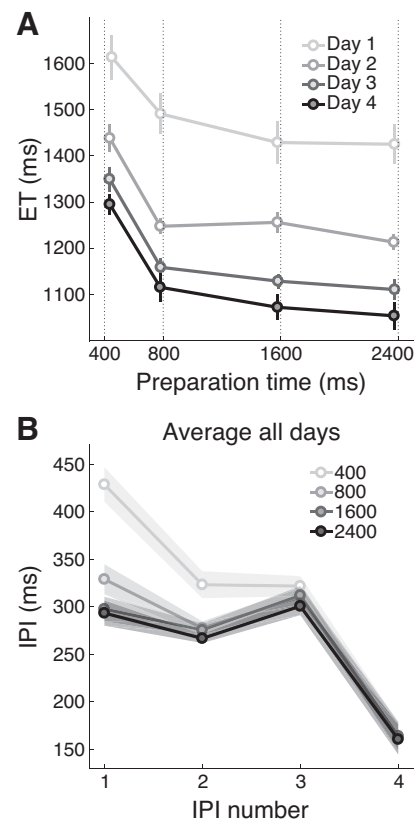 A
ET (ms)
1600
1500
1400
1300
1200
1100
Day 1
Day 2
Day 3
Day 4
400 800 1600 2400
Preparation time (ms)
B
Average all days
IPI (ms)
450
400
350
300
250
200
150
400
800
1600
2400
1 2 3 4
IPI number